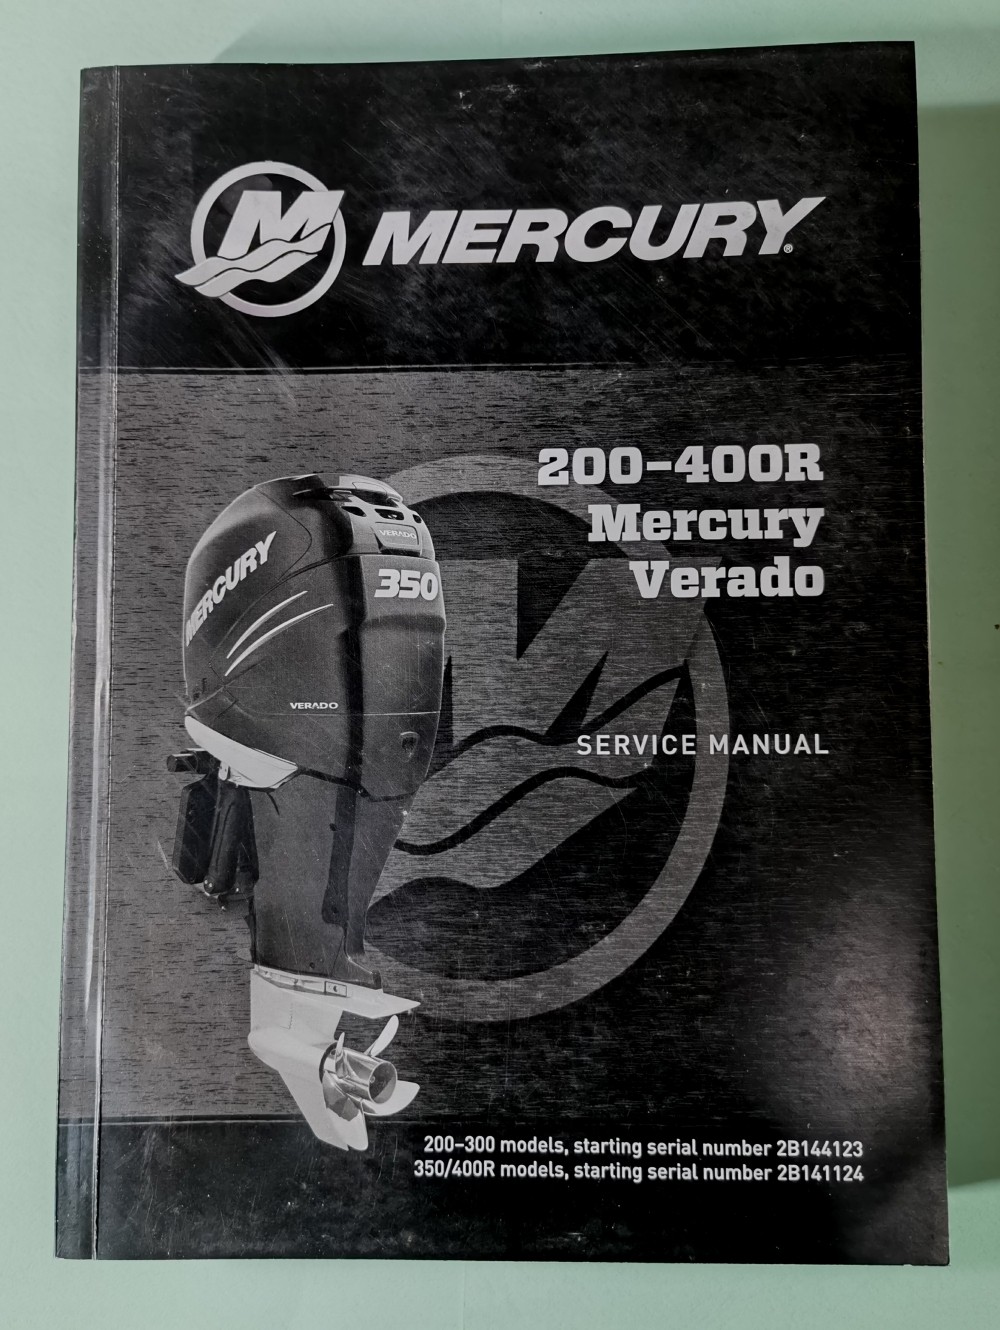 M MERCURY®
200-400R
Mercury
Verado
VERADO
350
MERCURY
VERADO
SERVICE MANUAL
200-300 models, starting serial number 2B144123
350/400R models, starting serial number 2B141124